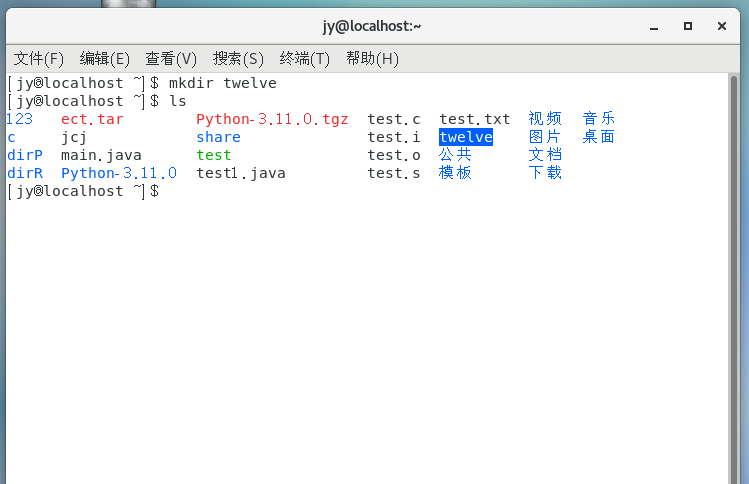 jy@localhost:~
文件(F) 编辑(E) 查看(V) 搜索(S) 终端(T) 帮助(H)
[jy@localhost ~]$ mkdir twelve
[jy@localhost ~]$ ls
123 ect.tar Python-3.11.0.tgz test.c test.txt 视频 音乐
c jcj share test.i twelve 图片 桌面
dirP main.java test test.o 公共 文档
dirR Python-3.11.0 test1.java test.s 模板 下载
[jy@localhost ~]$